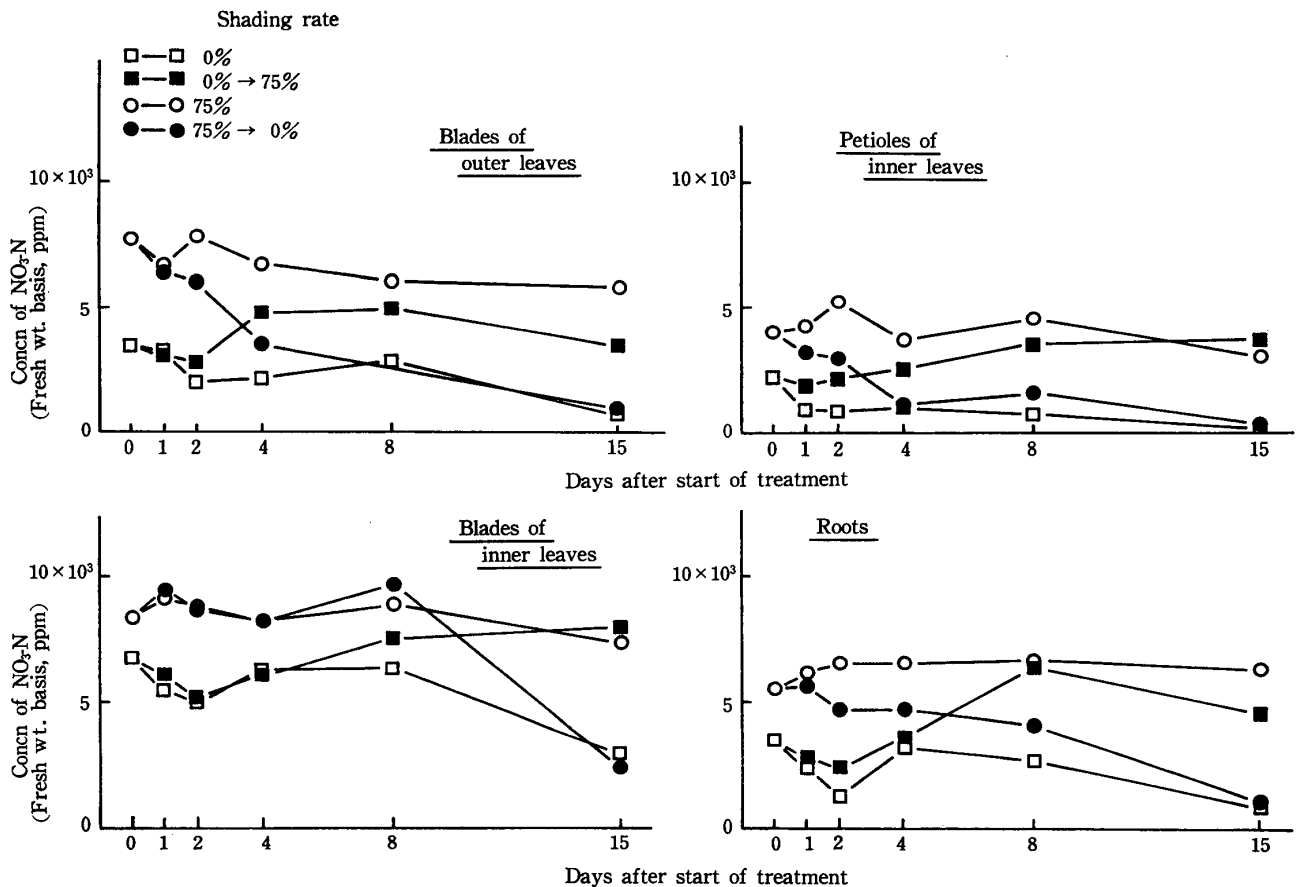 Shading rate
0%
0% → 75%
75%
75% → 0%
Blades of
outer leaves
10 × 10³
5
0
Concn of NO₃-N
(Fresh wt. basis, ppm)
0 1 2 4 8 15
Petioles of
inner leaves
10 × 10³
5
0
0 1 2 4 8 15
Days after start of treatment
Blades of
inner leaves
10 × 10³
5
0
Concn of NO₃-N
(Fresh wt. basis, ppm)
0 1 2 4 8 15
Roots
10 × 10³
5
0
0 1 2 4 8 15
Days after start of treatment